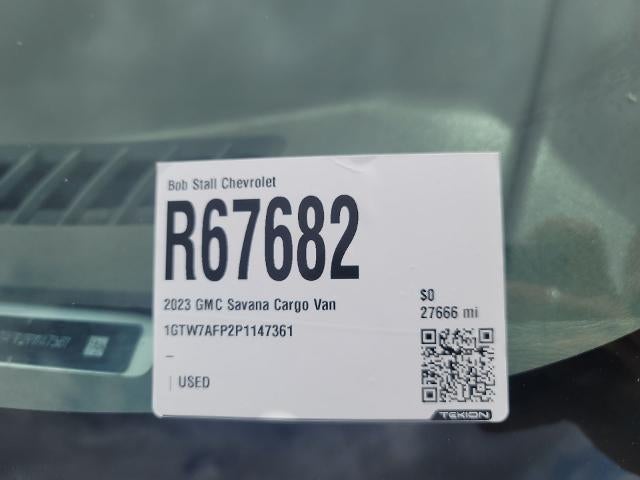 Bob Stall Chevrolet
R67682
2023 GMC Savana Cargo Van
1GTW7AFP2P1147361
–
USED
$0
27666 mi
TEKION